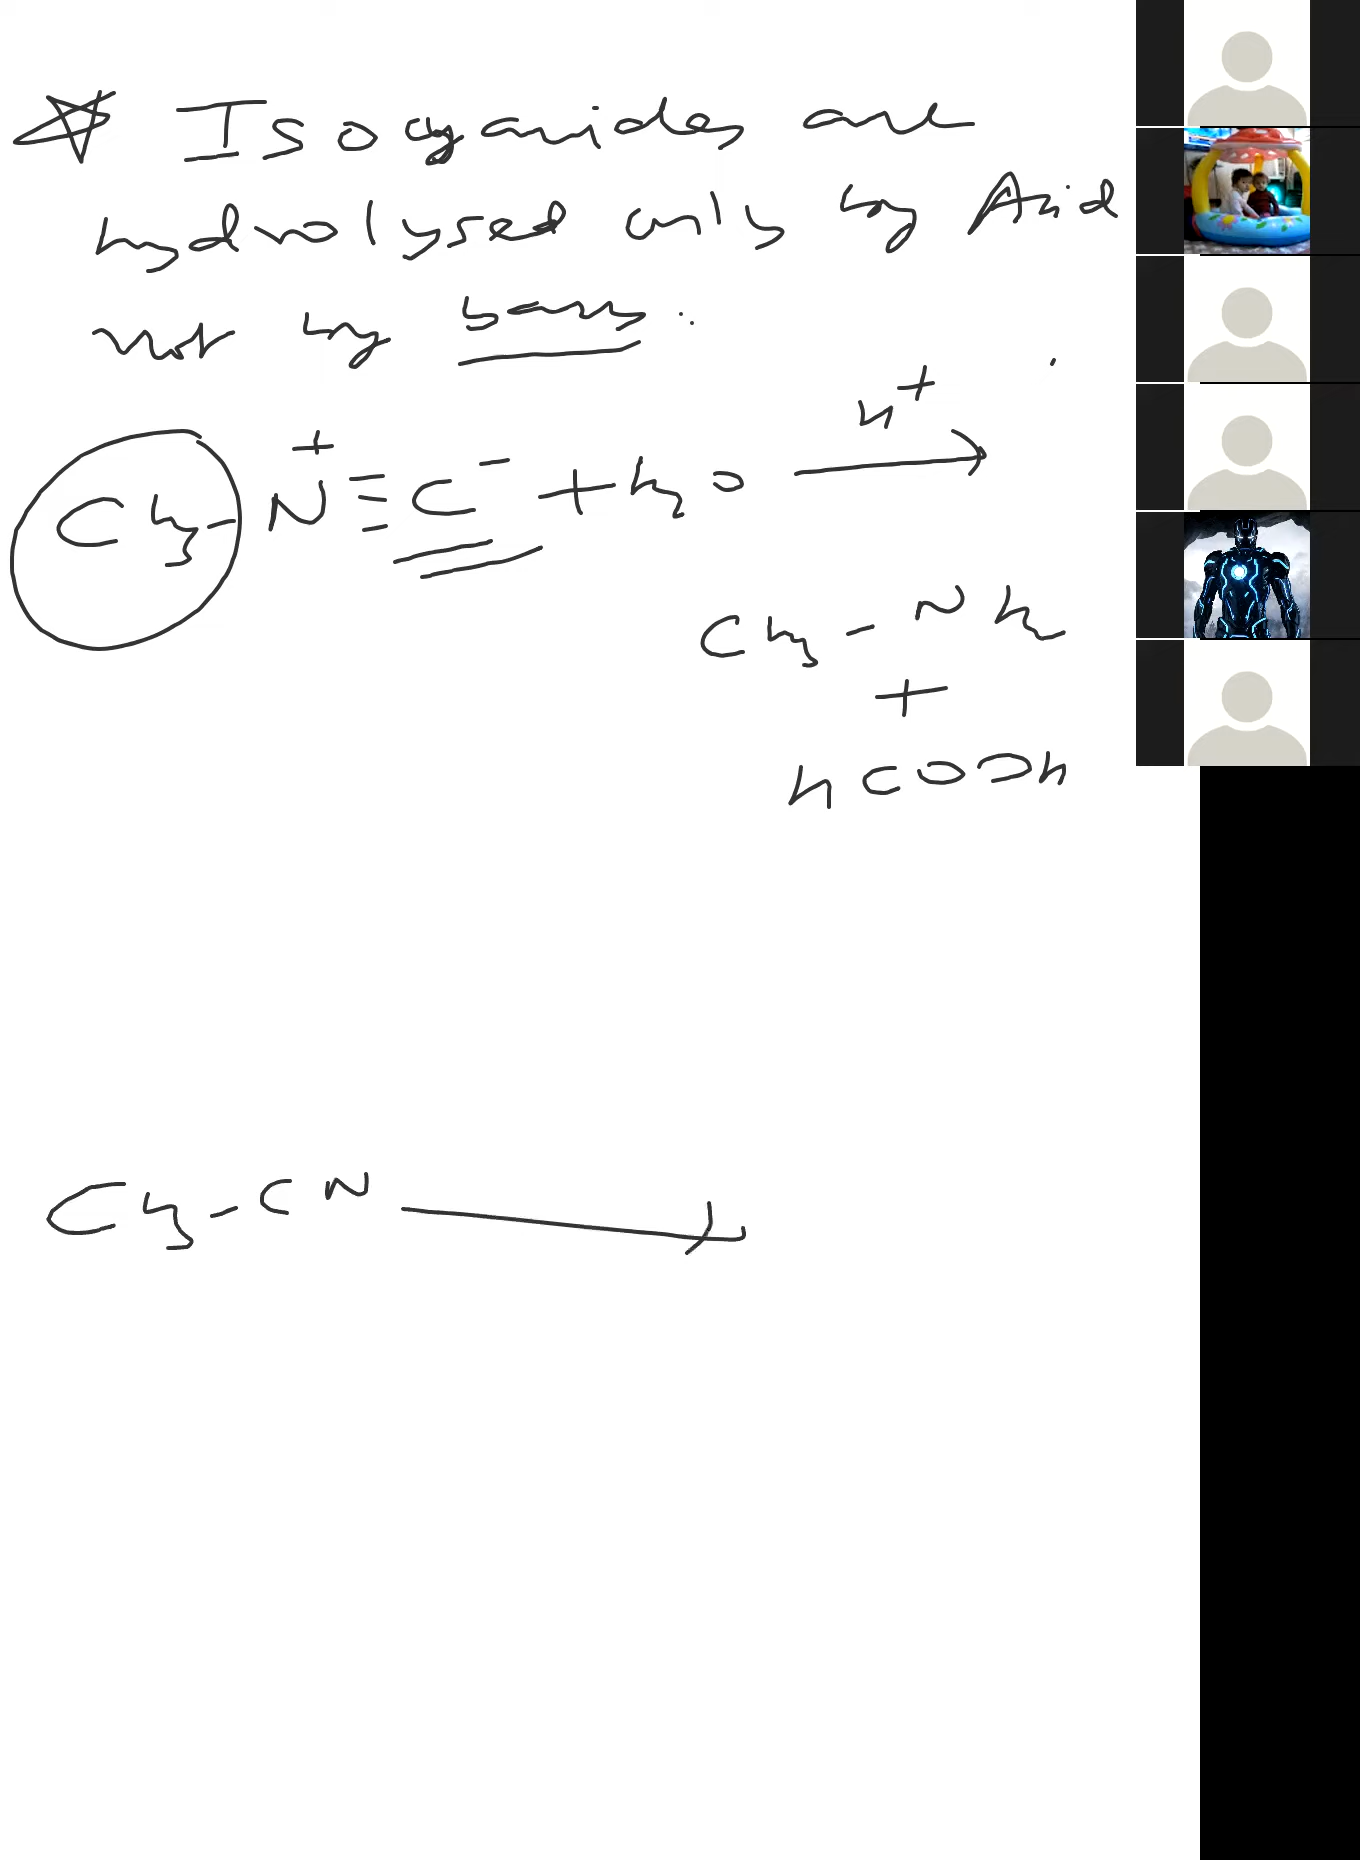 Isocyanides are
hydrolysed only by Acid
not by bases.
CH3-N⁺≡C⁻ + H2O H⁺→
CH3-NH2
+
HCOOH
CH3-CN →